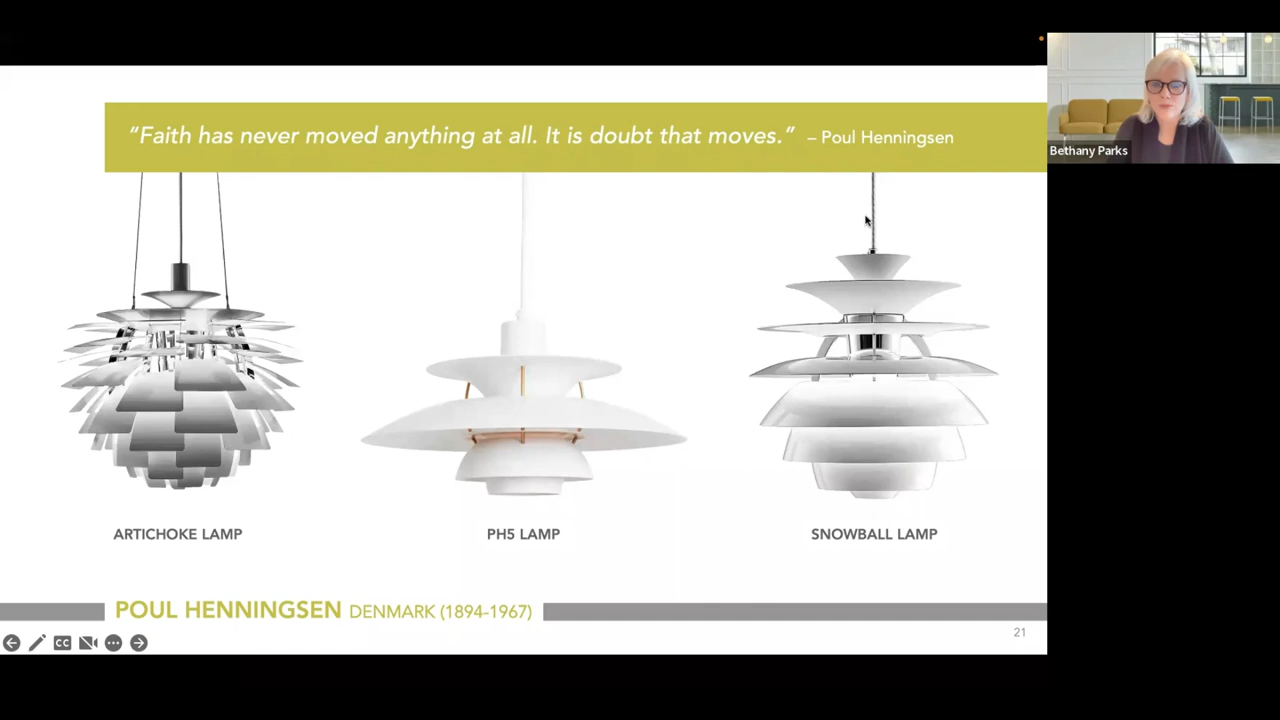 “Faith has never moved anything at all. It is doubt that moves.” – Poul Henningsen
Bethany Parks
ARTICHOKE LAMP
PH5 LAMP
SNOWBALL LAMP
POUL HENNINGSEN DENMARK (1894-1967)
21
CC